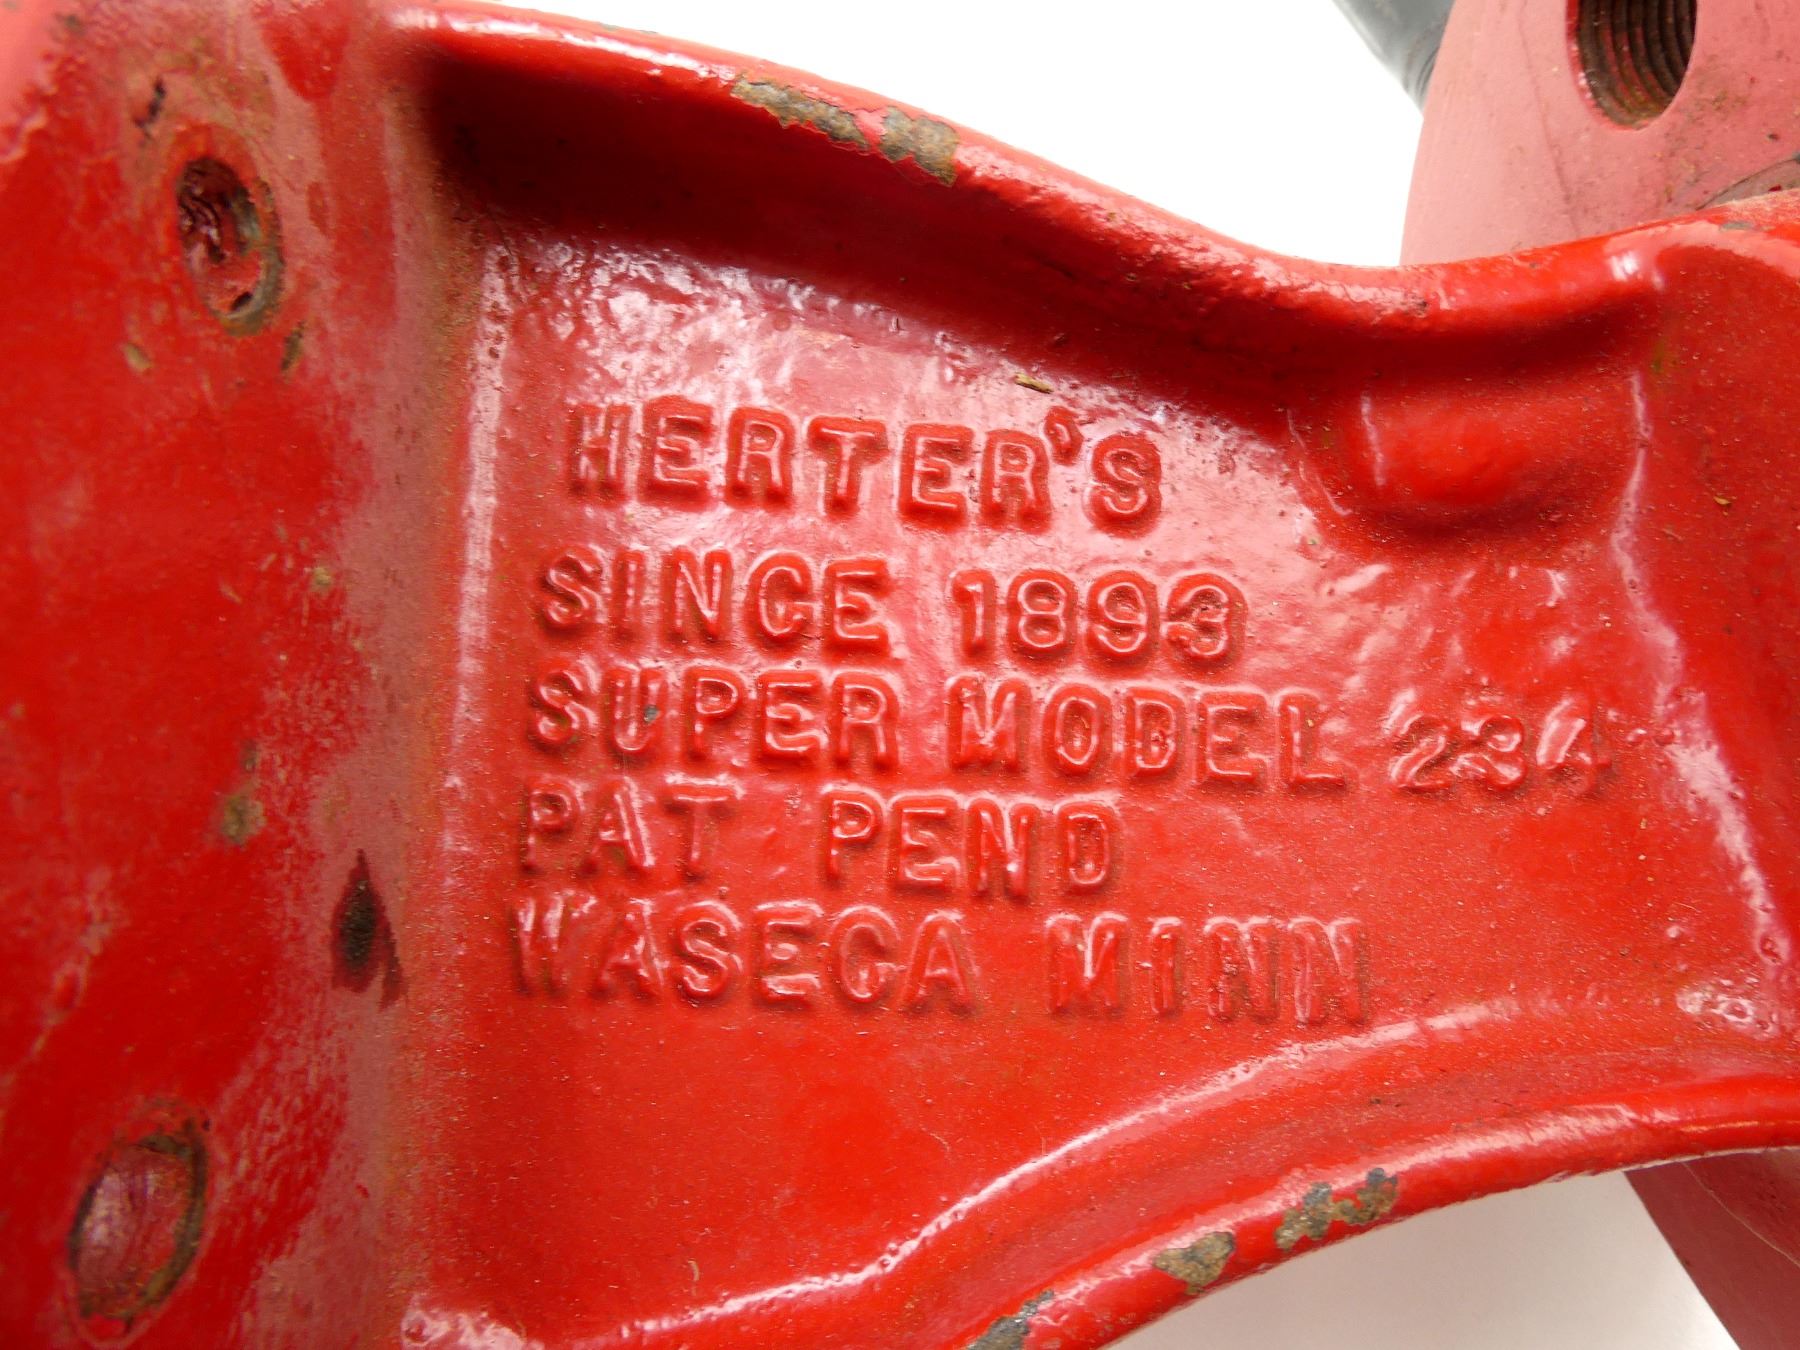 HERTER'S
SINCE 1893
SUPER MODEL 234
PAT PEND
WASECA MINN